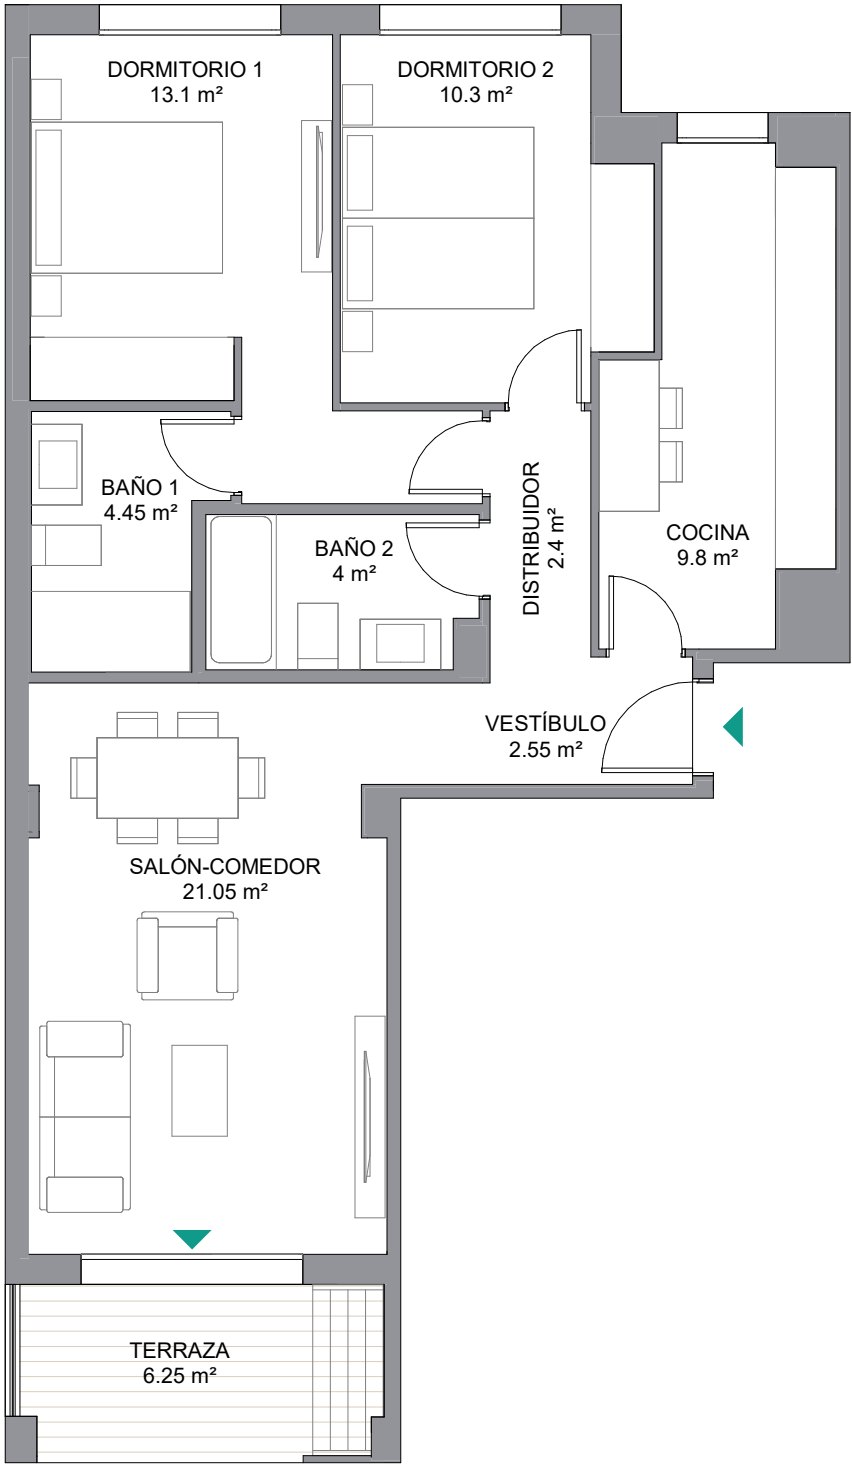 DORMITORIO 1
13.1 m²
DORMITORIO 2
10.3 m²
BAÑO 1
4.45 m²
BAÑO 2
4 m²
DISTRIBUIDOR
2.4 m²
COCINA
9.8 m²
VESTÍBULO
2.55 m²
SALÓN-COMEDOR
21.05 m²
TERRAZA
6.25 m²